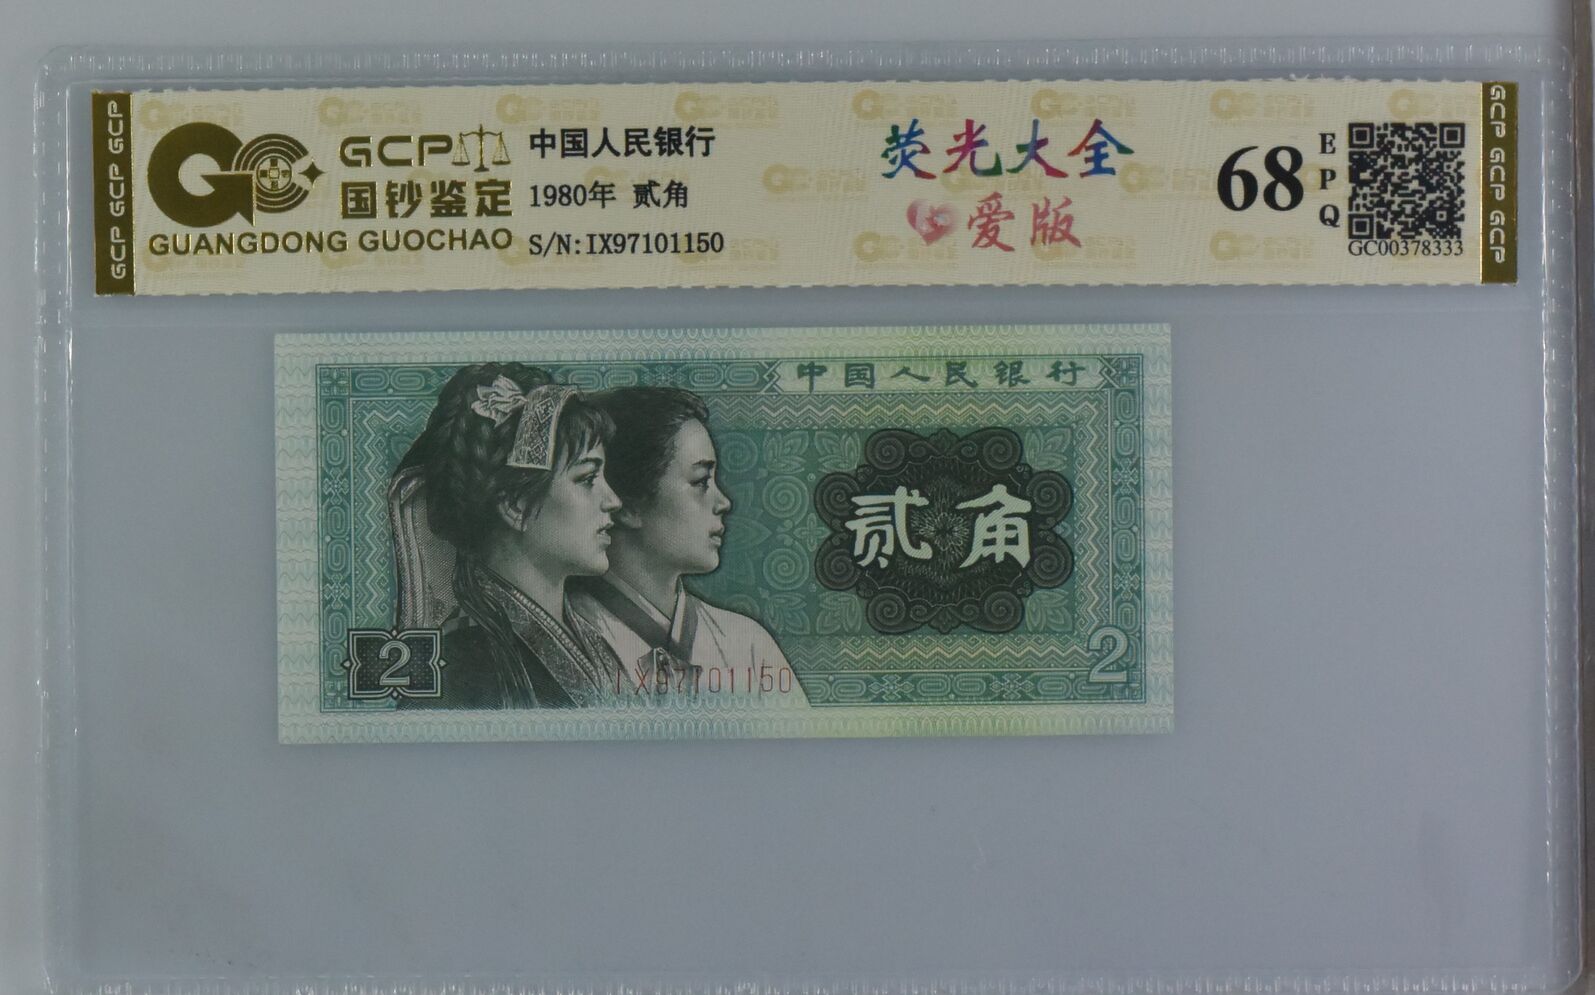 GCP GCP GCP
GCP
国钞鉴定
GUANGDONG GUOCHAO
中国人民银行
1980年 贰角
S/N:IX97101150
荧光大全
爱版
68
EPQ
GC00378333
GCP GCP GCP
中国人民银行
贰角
2
2
IX97101150